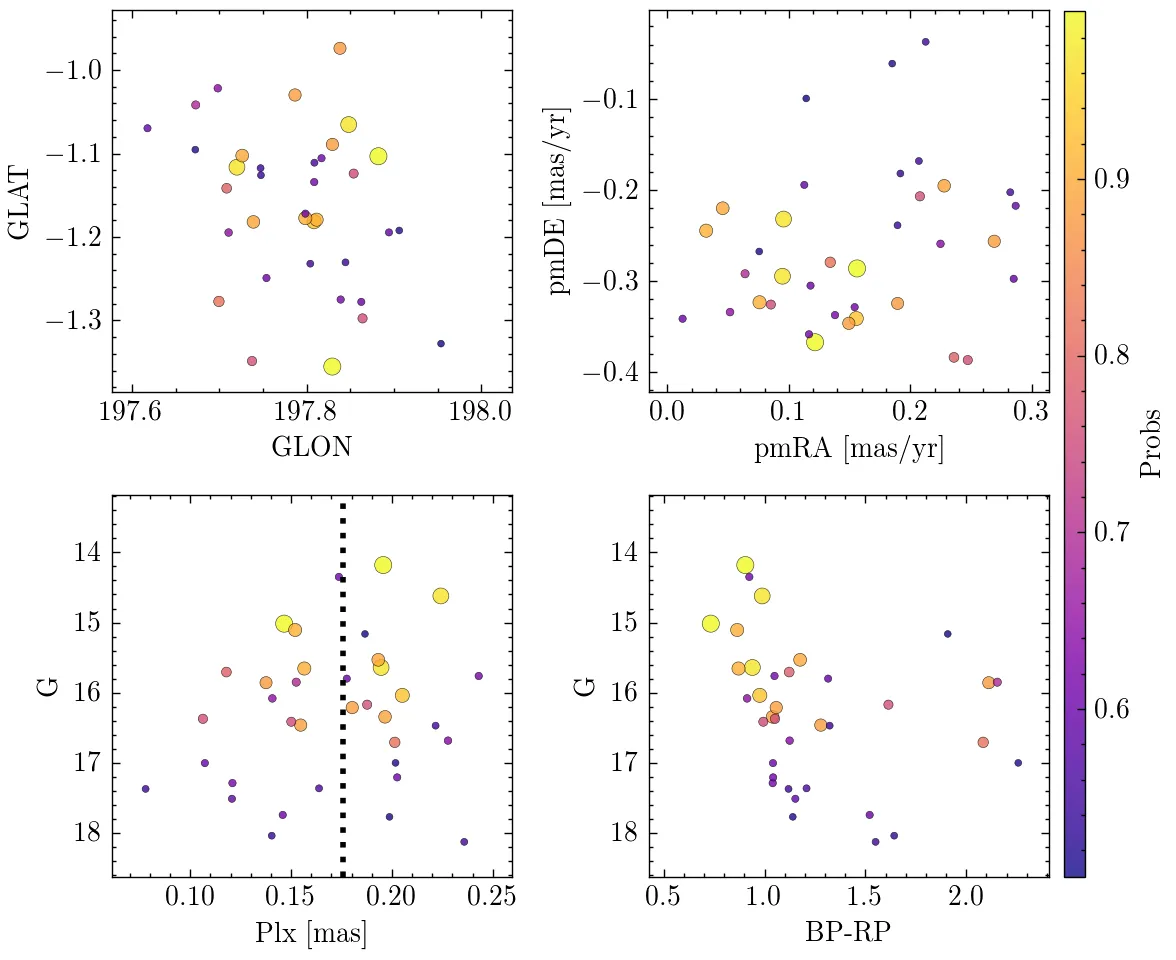 −1.0
−1.1
−1.2
−1.3
GLAT
197.6 197.8 198.0
GLON
−0.1
−0.2
−0.3
−0.4
pmDE [mas/yr]
0.0 0.1 0.2 0.3
pmRA [mas/yr]
0.9
0.8
0.7
0.6
Probs
14
15
16
17
18
G
0.10 0.15 0.20 0.25
Plx [mas]
14
15
16
17
18
G
0.5 1.0 1.5 2.0
BP-RP